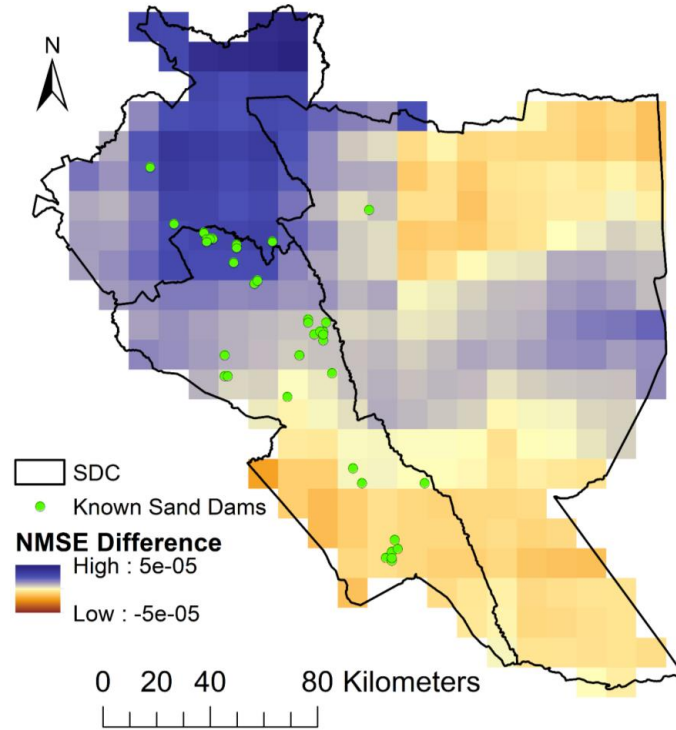 N
SDC
Known Sand Dams
NMSE Difference
High : 5e-05
Low : -5e-05
0 20 40 80 Kilometers